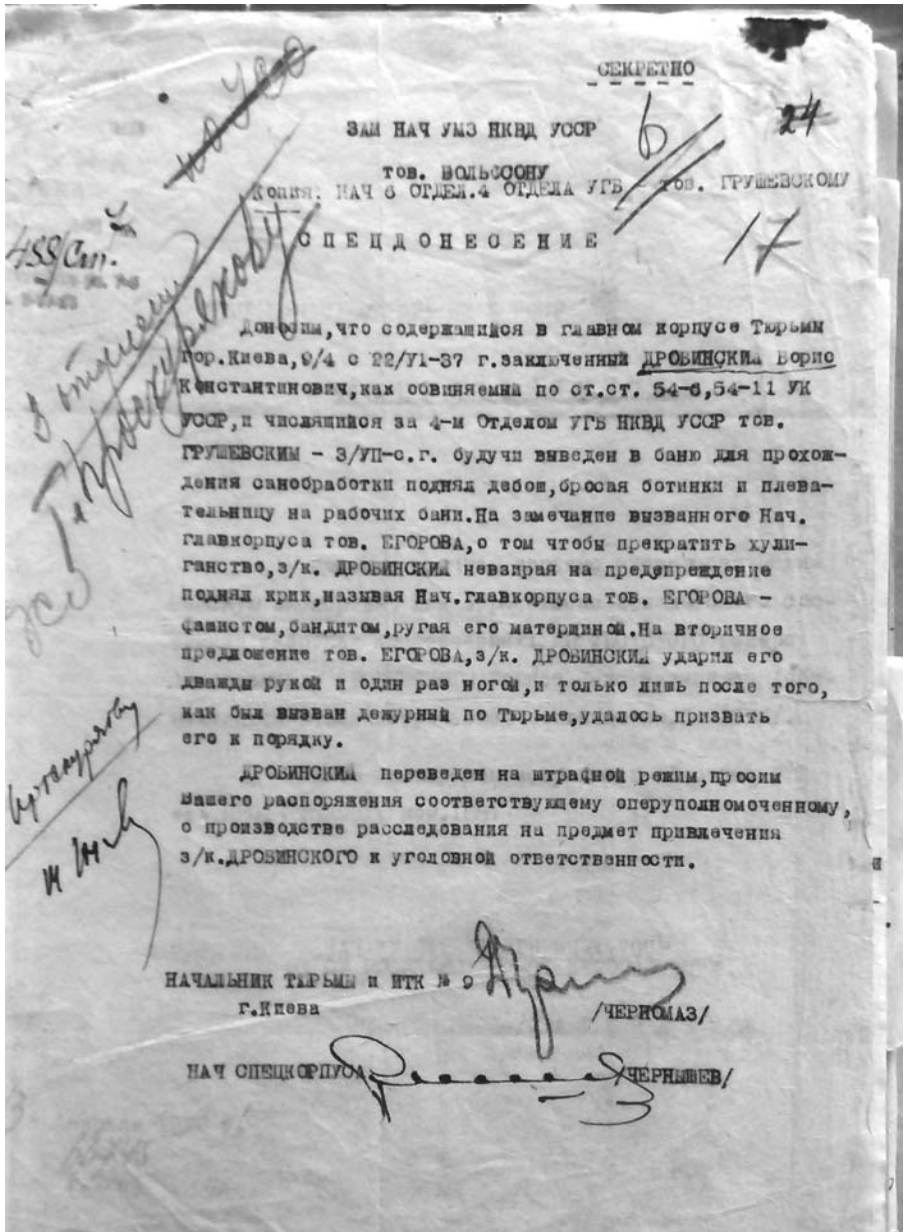 СЕКРЕТНО
6 24
ЗАМ НАЧ УМЗ НКВД УССР
тов. ВОЛЬССОНУ
Копия: НАЧ 6 ОТДЕЛ.4 ОТДЕЛА УГБ – тов. ГРУШЕВСКОМУ
17
СПЕЦДОНЕСЕНИЕ
455/Сп.
Доносим,что содержащийся в главном корпусе Тюрьмы
гор.Киева,9/4 с 22/У1-37 г.заключенный ДРОБИНСКИЙ Борис
Константинович,как обвиняемый по ст.ст. 54-6,54-11 УК
УССР,и числящийся за 4-м Отделом УГБ НКВД УССР тов.
ГРУШЕВСКИМ – 3/УП-с.г. будучи выведен в баню для прохож–
дения санобработки поднял дебош,бросая ботинки и плева–
тельницу на рабочих бани.На замечание вызванного Нач.
главкорпуса тов. ЕГОРОВА,о том чтобы прекратить хули–
ганство,з/к. ДРОБИНСКИЙ невзирая на предупреждение
поднял крик,называя Нач.главкорпуса тов. ЕГОРОВА –
фашистом,бандитом,ругая его материщиной.На вторичное
предложение тов. ЕГОРОВА,з/к. ДРОБИНСКИЙ ударил его
дважды рукой и один раз ногой,и только лишь после того,
как был вызван дежурный по Тюрьме,удалось призвать
его к порядку.
ДРОБИНСКИЙ переведен на штрафной режим,просим
Вашего распоряжения соответствующему оперуполномоченному,
о производстве расследования на предмет привлечения
з/к.ДРОБИНСКОГО к уголовной ответственности.
т. Проскурякову
НАЧАЛЬНИК ТЮРЬМЫ и ИТК № 9
г.Киева /ЧЕРНОМАЗ/
НАЧ СПЕЦКОРПУСА /ЧЕРНЫШЕВ/